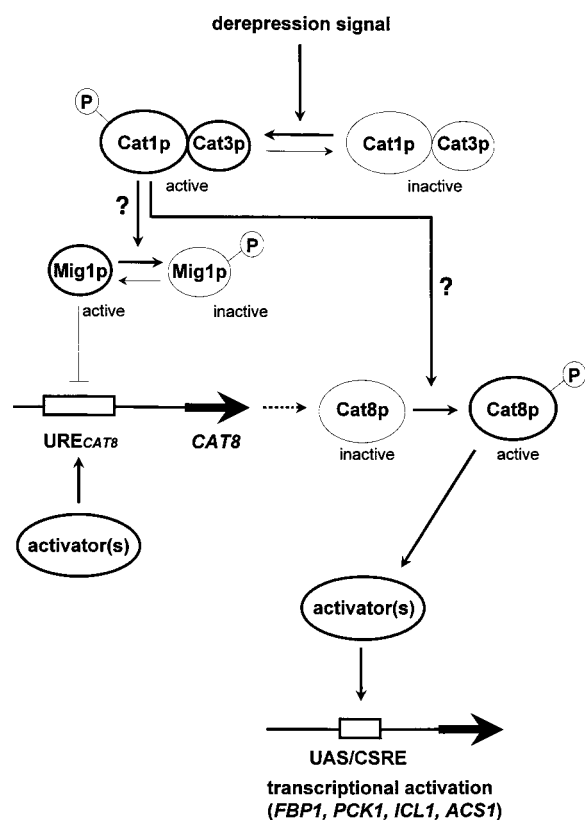 derepression signal
P
Cat1p Cat3p
active
Cat1p Cat3p
inactive
?
Mig1p
active
P
Mig1p
inactive
?
URECAT8
CAT8
Cat8p
inactive
P
Cat8p
active
activator(s)
activator(s)
UAS/CSRE
transcriptional activation
(FBP1, PCK1, ICL1, ACS1)